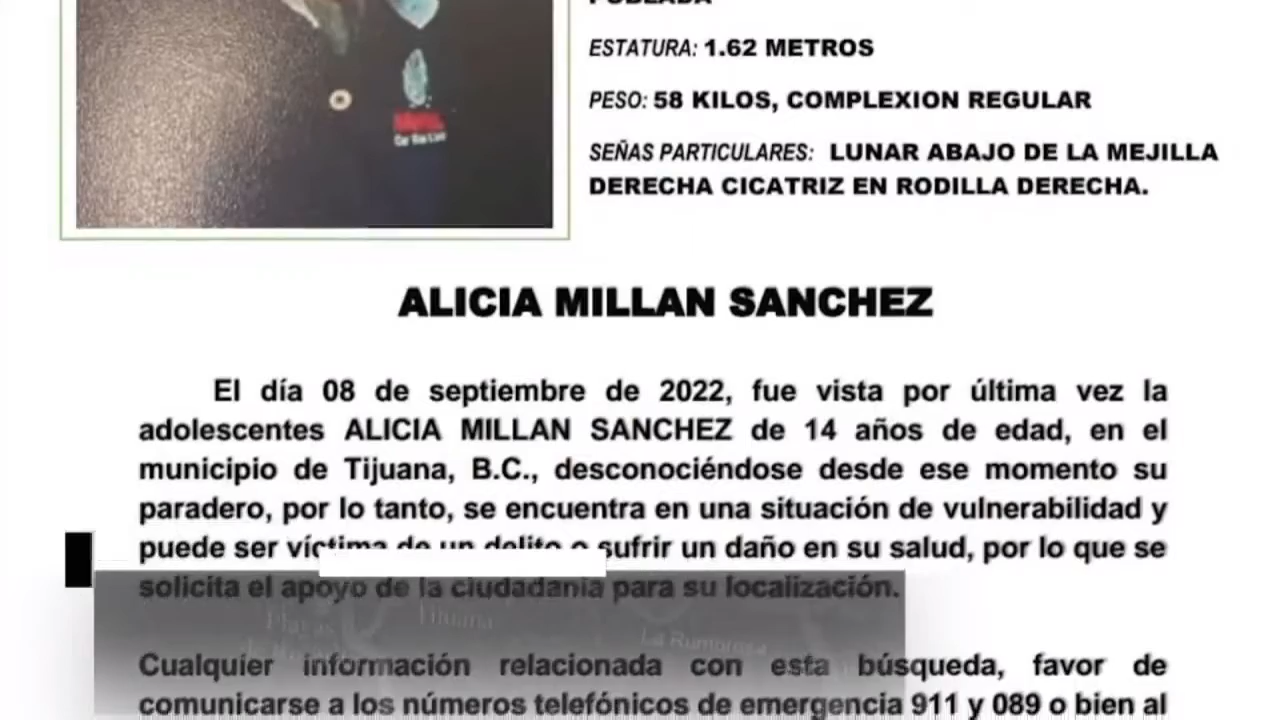 ESTATURA: 1.62 METROS
PESO: 58 KILOS, COMPLEXION REGULAR
SEÑAS PARTICULARES: LUNAR ABAJO DE LA MEJILLA
DERECHA CICATRIZ EN RODILLA DERECHA.
ALICIA MILLAN SANCHEZ
El día 08 de septiembre de 2022, fue vista por última vez la
adolescentes ALICIA MILLAN SANCHEZ de 14 años de edad, en el
municipio de Tijuana, B.C., desconociéndose desde ese momento su
paradero, por lo tanto, se encuentra en una situación de vulnerabilidad y
puede ser víctima de un delito o sufrir un daño en su salud, por lo que se
solicita el apoyo de la ciudadanía para su localización.
Tijuana
Playas
La Rumorosa
Cualquier información relacionada con esta búsqueda, favor de
comunicarse a los números telefónicos de emergencia 911 y 089 o bien al